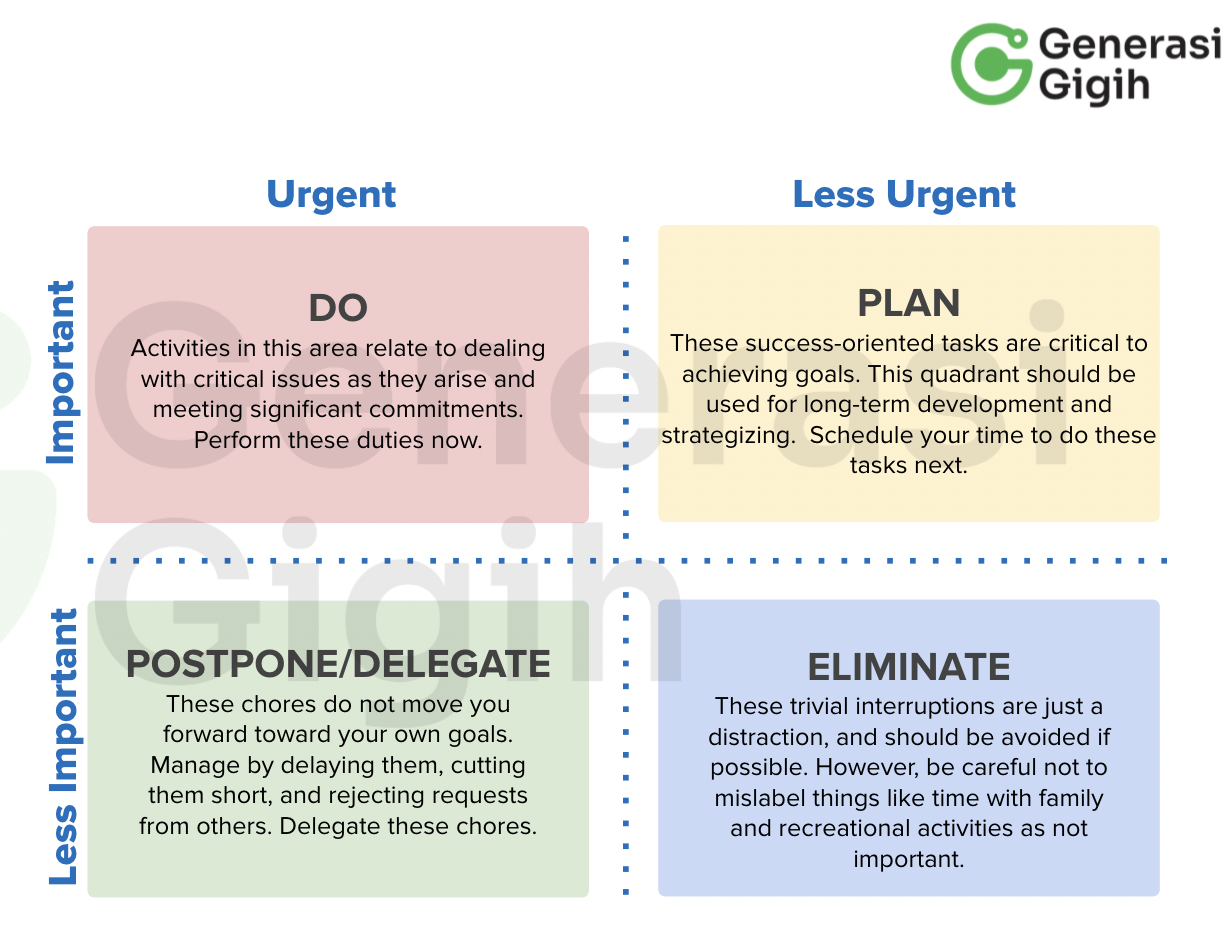 Generasi
Gigih
Urgent
Less Urgent
Important
DO
Activities in this area relate to dealing
with critical issues as they arise and
meeting significant commitments.
Perform these duties now.
PLAN
These success-oriented tasks are critical to
achieving goals. This quadrant should be
used for long-term development and
strategizing.  Schedule your time to do these
tasks next.
Less Important
POSTPONE/DELEGATE
These chores do not move you
forward toward your own goals.
Manage by delaying them, cutting
them short, and rejecting requests
from others. Delegate these chores.
ELIMINATE
These trivial interruptions are just a
distraction, and should be avoided if
possible. However, be careful not to
mislabel things like time with family
and recreational activities as not
important.
Generasi
Gigih